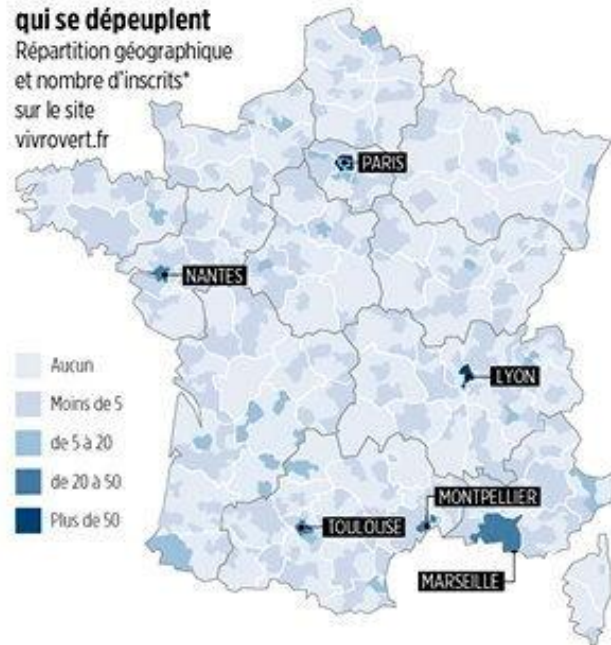 qui se dépeuplent
Répartition géographique
et nombre d'inscrits*
sur le site
vivrovert.fr
PARIS
NANTES
Aucun
Moins de 5
de 5 à 20
de 20 à 50
Plus de 50
LYON
MONTPELLIER
TOULOUSE
MARSEILLE